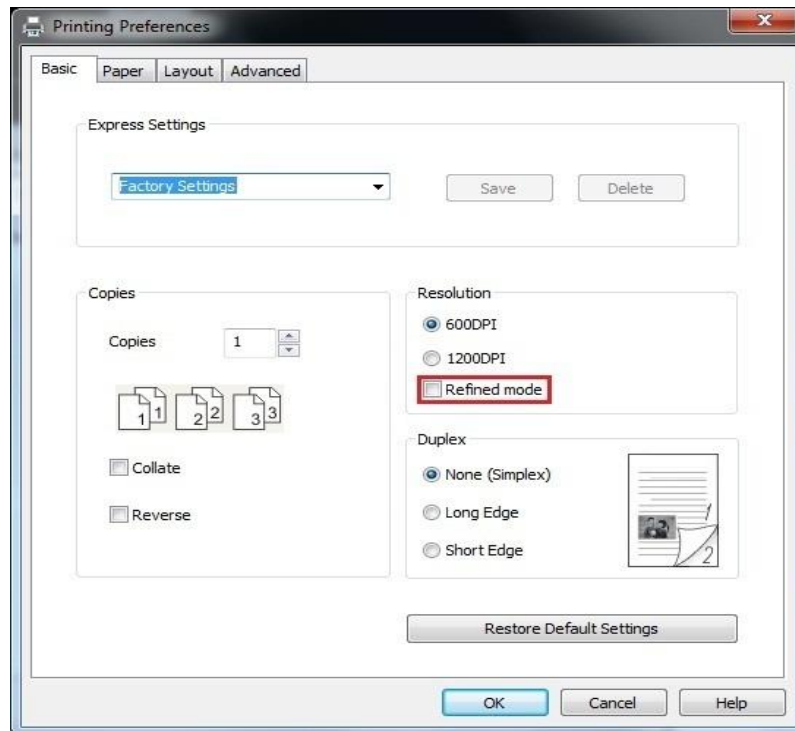 Printing Preferences
x
Basic Paper Layout Advanced
Express Settings
Factory Settings
Save
Delete
Copies
Copies 1
1 1 2 2 3 3
Collate
Reverse
Resolution
600DPI
1200DPI
Refined mode
Duplex
None (Simplex)
Long Edge
Short Edge
1
2
Restore Default Settings
OK Cancel Help